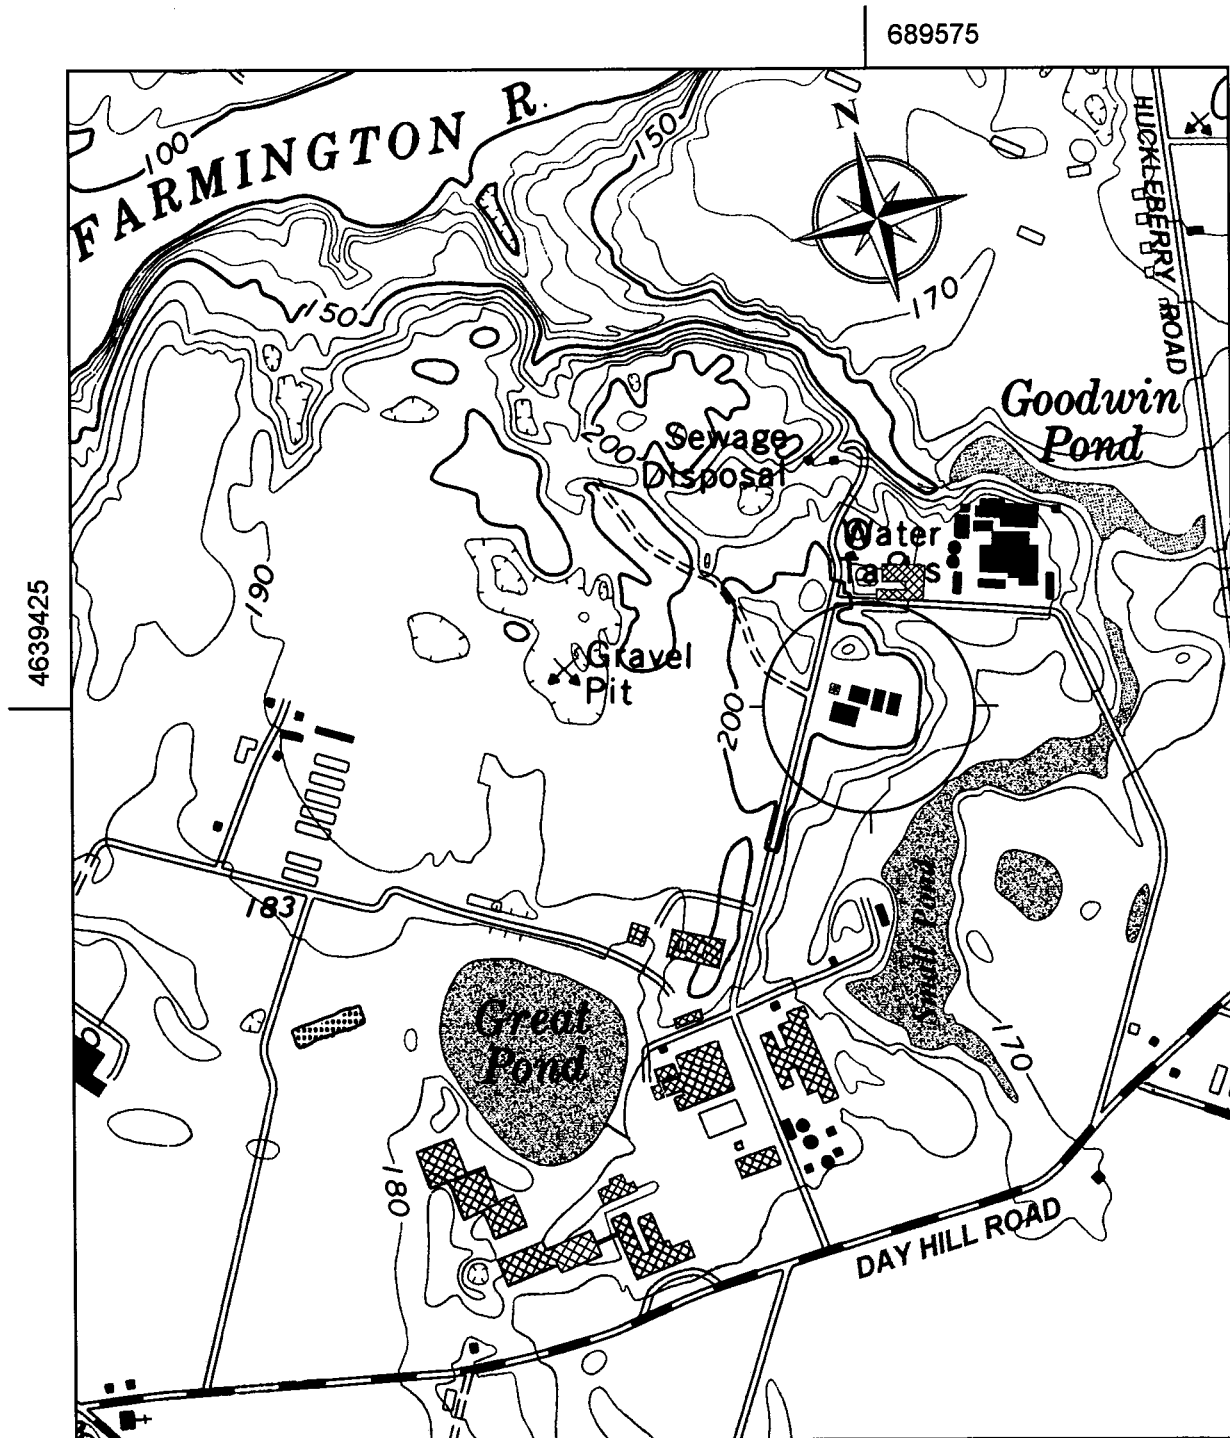 689575
FARMINGTON R.
100
150
N
HUCKLEBERRY ROAD
150
170
Goodwin
Pond
200
Sewage
Disposal
Water
Tanks
190
4639425
Gravel
Pit
200
183
Small Pond
Great
Pond
170
180
DAY HILL ROAD